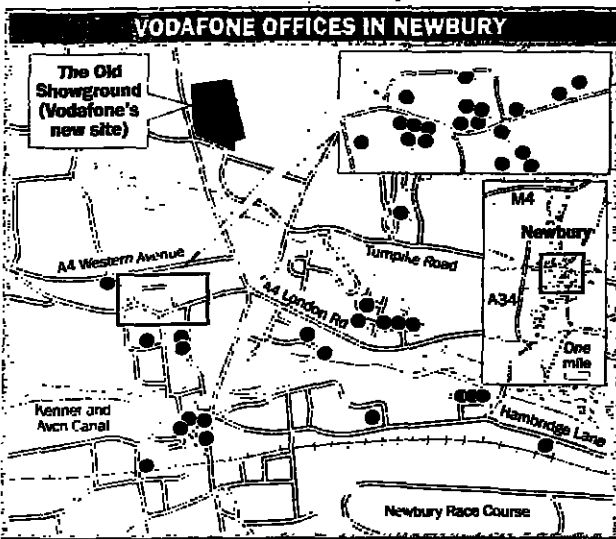 VODAFONE OFFICES IN NEWBURY
The Old
Showground
(Vodafone's
new site)
M4
Newbury
A34
One
mile
A4 Western Avenue
Turnpike Road
A4 London Rd
Kenner and
Avon Canal
Hambridge Lane
Newbury Race Course